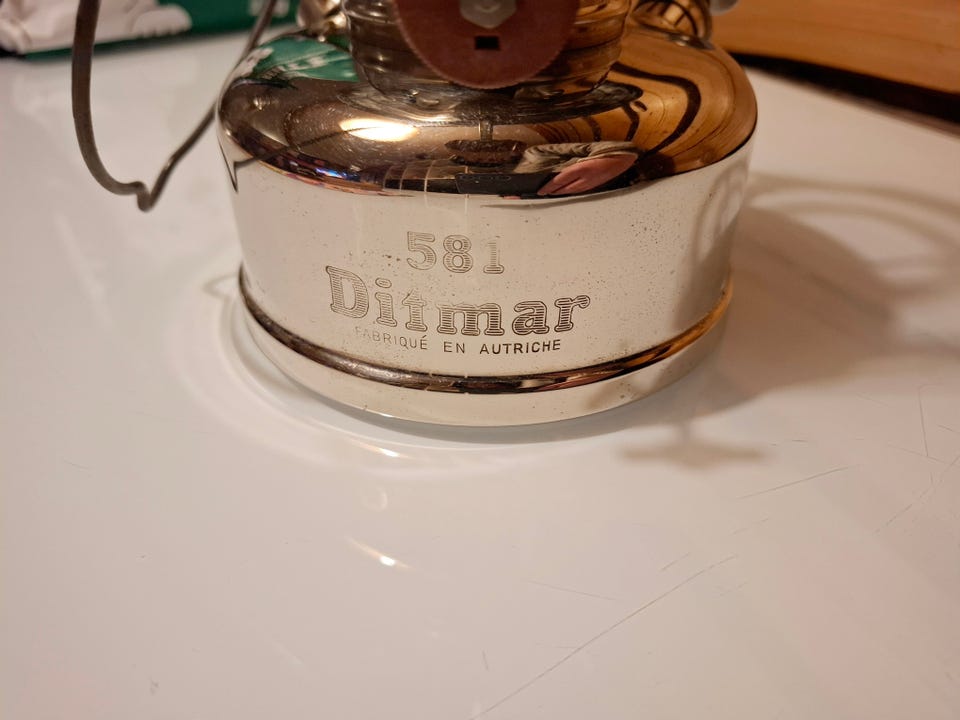 581
Ditmar
FABRIQUÉ EN AUTRICHE